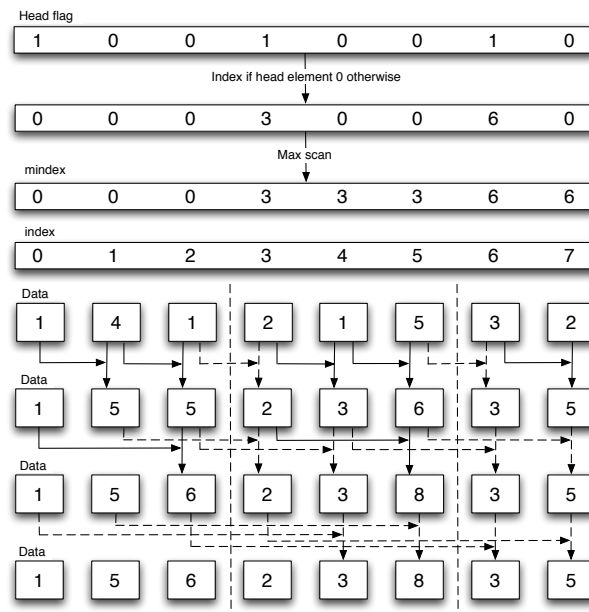 Head flag
1 0 0 1 0 0 1 0
Index if head element 0 otherwise
0 0 0 3 0 0 6 0
Max scan
mindex
0 0 0 3 3 3 6 6
index
0 1 2 3 4 5 6 7
Data
1 4 1 2 1 5 3 2
Data
1 5 5 2 3 6 3 5
Data
1 5 6 2 3 8 3 5
Data
1 5 6 2 3 8 3 5